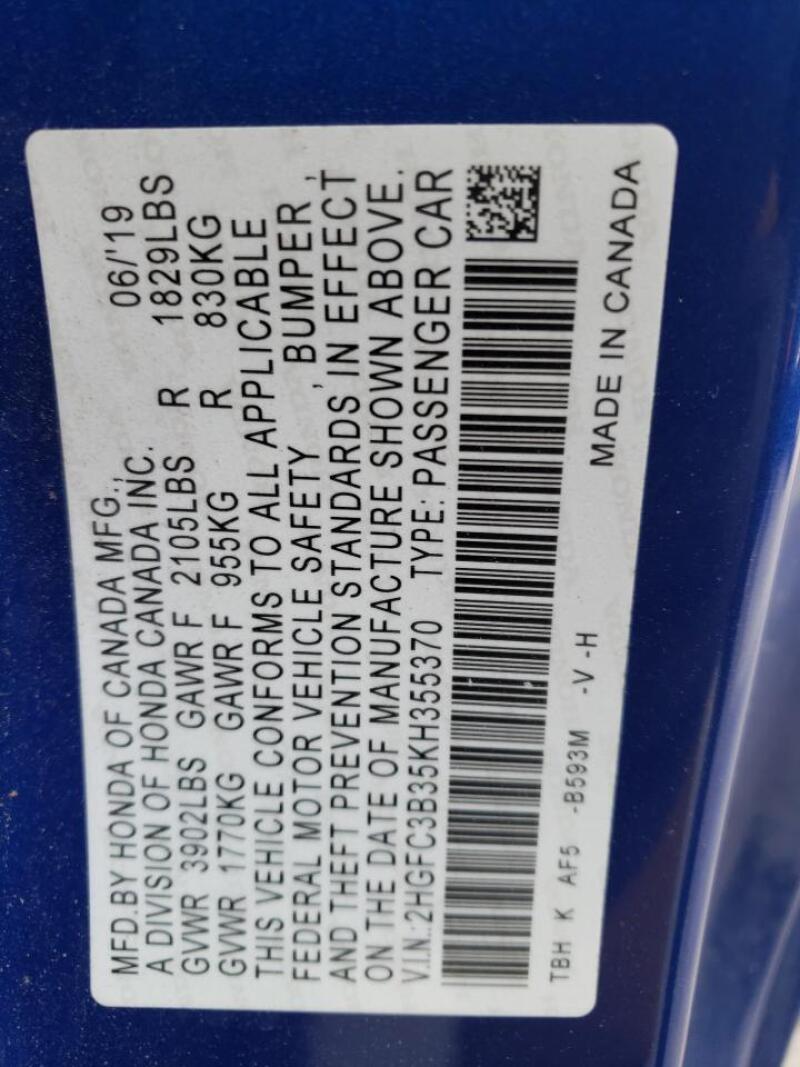 MFD.BY HONDA OF CANADA MFG., 06/'19
A DIVISION OF HONDA CANADA INC.
GVWR 3902LBS GAWR F 2105LBS R 1829LBS
GVWR 1770KG GAWR F 955KG R 830KG
THIS VEHICLE CONFORMS TO ALL APPLICABLE
FEDERAL MOTOR VEHICLE SAFETY , BUMPER ,
AND THEFT PREVENTION STANDARDS IN EFFECT
ON THE DATE OF MANUFACTURE SHOWN ABOVE.
V.I.N.:2HGFC3B35KH355370 TYPE: PASSENGER CAR
TBH K AF5 -B593M -V -H MADE IN CANADA